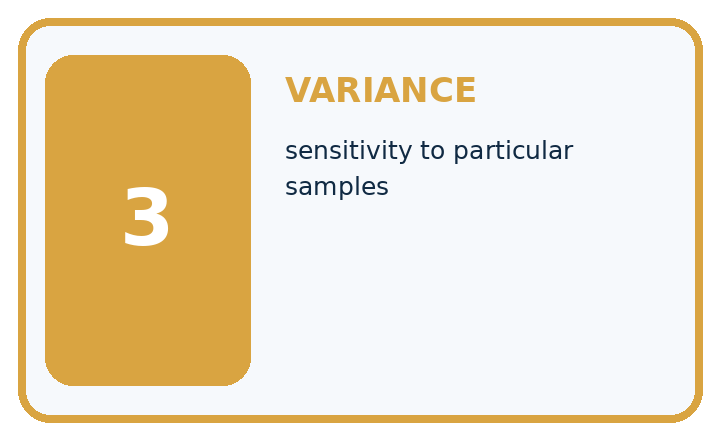 3
VARIANCE
sensitivity to particular
samples